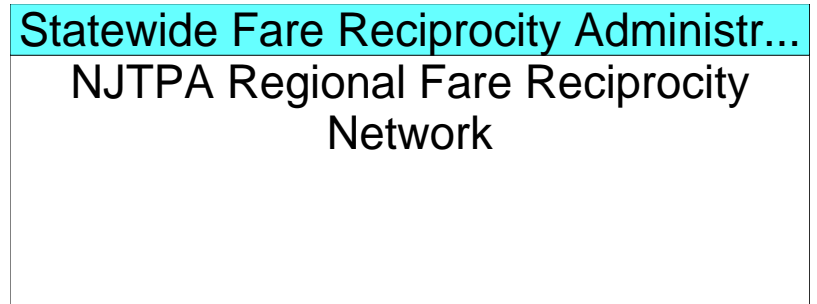 Statewide Fare Reciprocity Administr...
NJTPA Regional Fare Reciprocity
Network